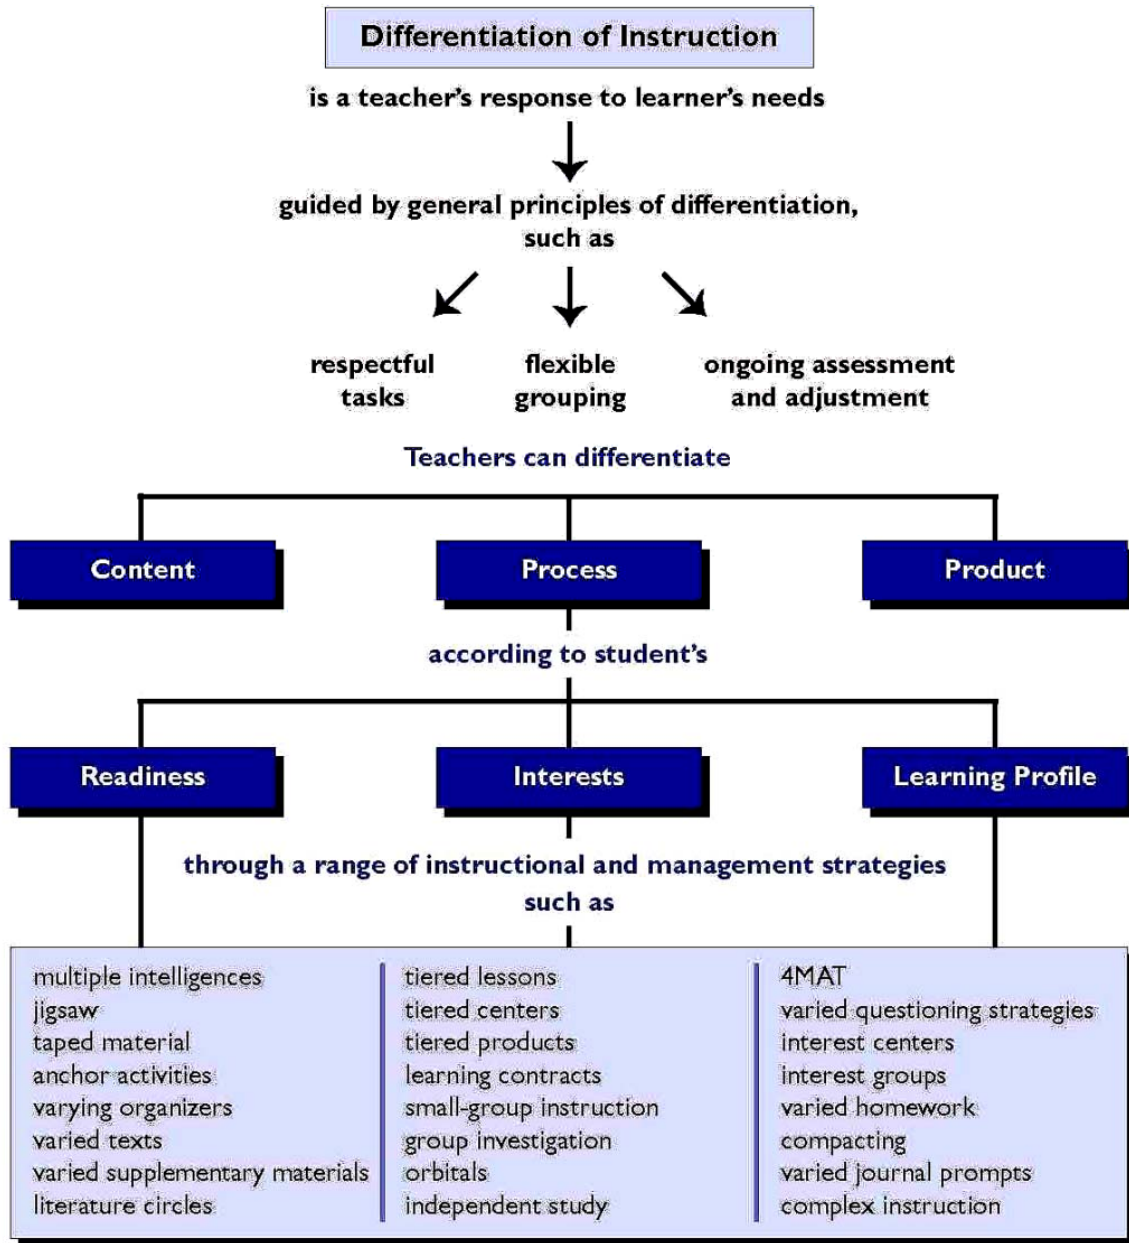 Differentiation of Instruction
is a teacher's response to learner's needs
guided by general principles of differentiation,
such as
respectful
tasks
flexible
grouping
ongoing assessment
and adjustment
Teachers can differentiate
Content
Process
Product
according to student's
Readiness
Interests
Learning Profile
through a range of instructional and management strategies
such as
multiple intelligences
jigsaw
taped material
anchor activities
varying organizers
varied texts
varied supplementary materials
literature circles
tiered lessons
tiered centers
tiered products
learning contracts
small-group instruction
group investigation
orbitals
independent study
4MAT
varied questioning strategies
interest centers
interest groups
varied homework
compacting
varied journal prompts
complex instruction